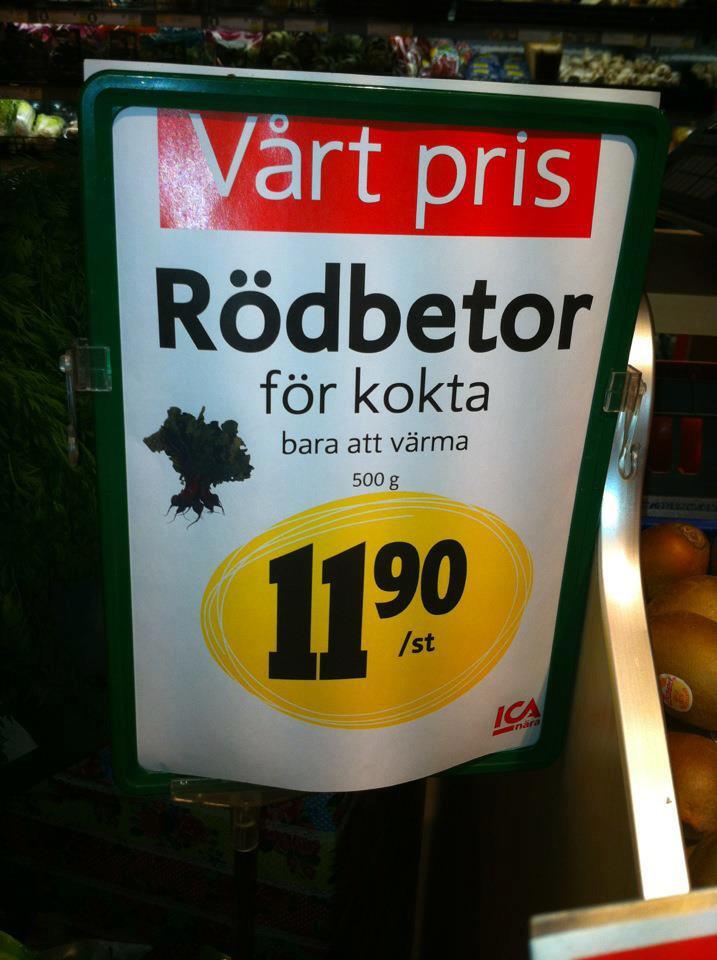 Vårt pris
Rödbetor
för kokta
bara att värma
500 g
11 90
/st
ICA
nära